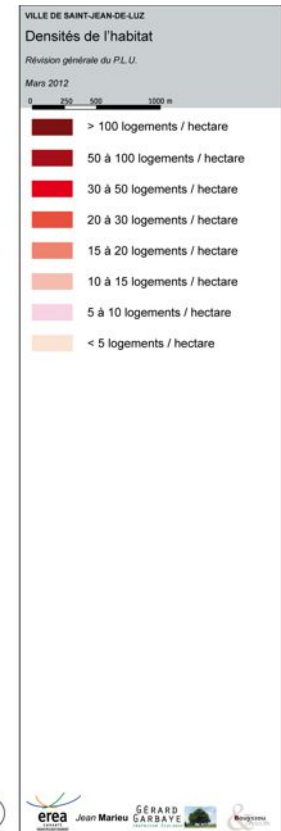 VILLE DE SAINT-JEAN-DE-LUZ
Densités de l'habitat
Révision générale du P.L.U.
Mars 2012
0 250 500 1000 m
> 100 logements / hectare
50 à 100 logements / hectare
30 à 50 logements / hectare
20 à 30 logements / hectare
15 à 20 logements / hectare
10 à 15 logements / hectare
5 à 10 logements / hectare
< 5 logements / hectare
erea Jean Marieu GÉRARD GARBAYE